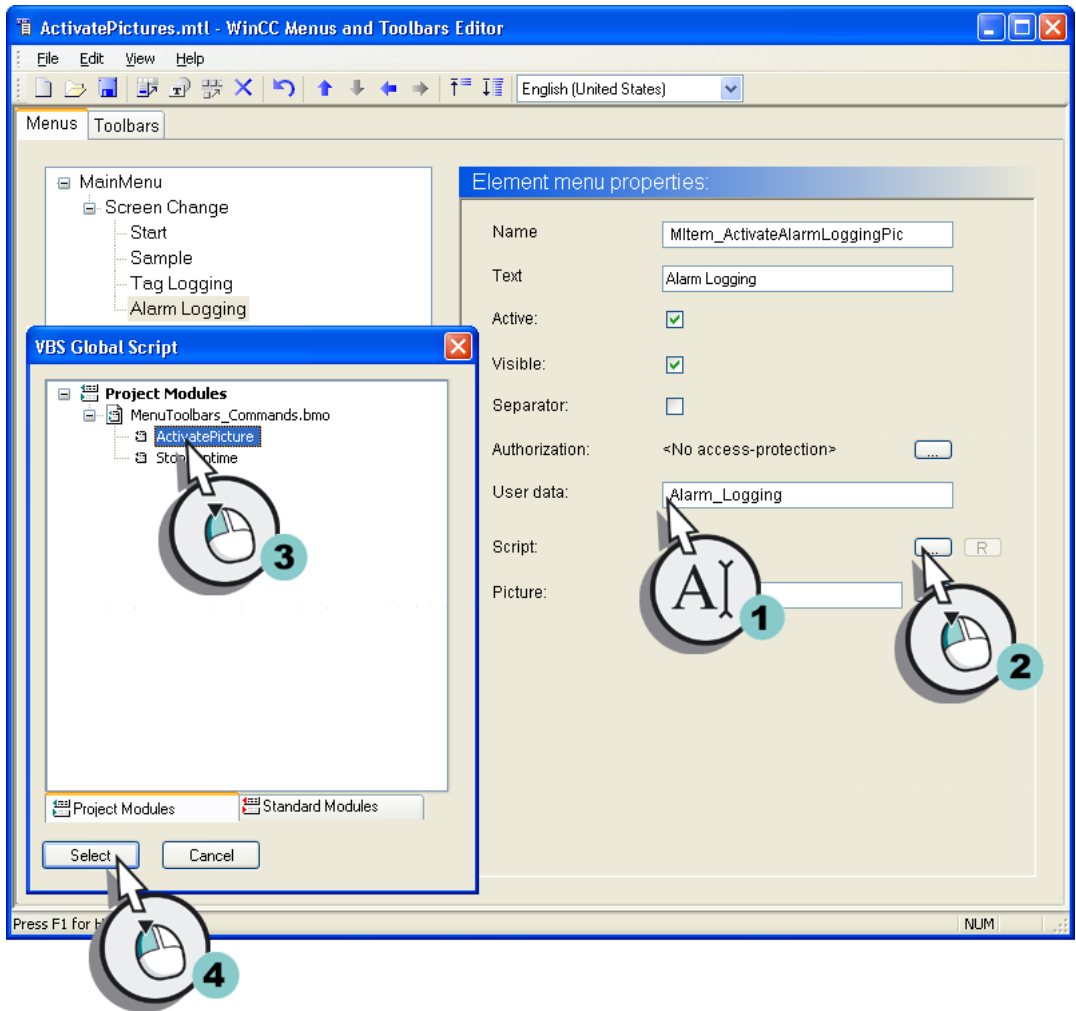 ActivatePictures.mtl - WinCC Menus and Toolbars Editor
File Edit View Help
English (United States)
Menus Toolbars
MainMenu
Screen Change
Start
Sample
Tag Logging
Alarm Logging
Element menu properties:
Name MItem_ActivateAlarmLoggingPic
Text Alarm Logging
Active:
Visible:
Separator:
Authorization: <No access-protection> ...
User data: Alarm_Logging
Script: ... R
Picture:
A 1
2
VBS Global Script
Project Modules
MenuToolbars_Commands.bmo
ActivatePicture
3
Project Modules Standard Modules
Select Cancel
4
Press F1 for
NUM